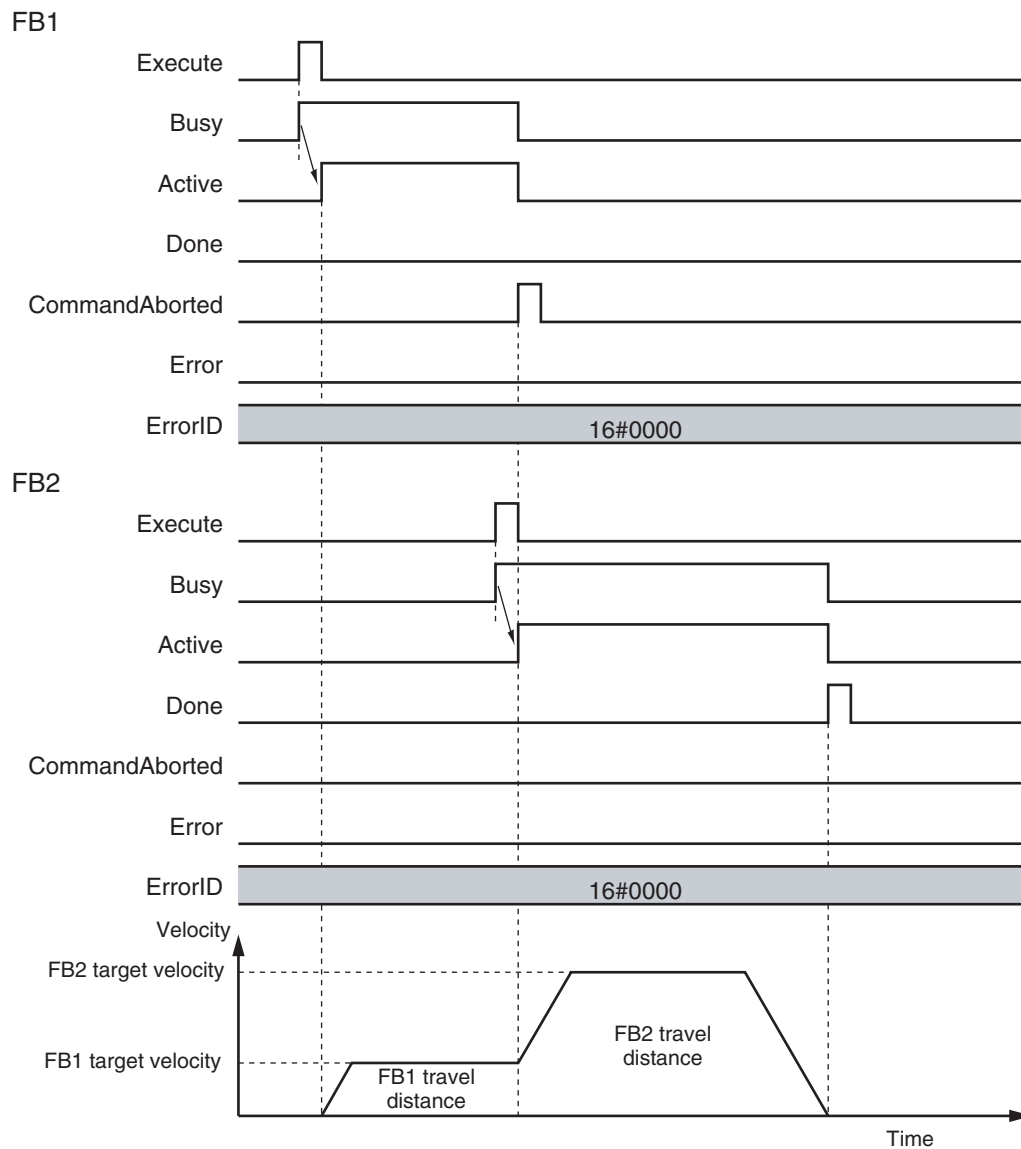 FB1
Execute
Busy
Active
Done
CommandAborted
Error
ErrorID
16#0000
FB2
Execute
Busy
Active
Done
CommandAborted
Error
ErrorID
16#0000
Velocity
FB2 target velocity
FB1 target velocity
FB2 travel
distance
FB1 travel
distance
Time